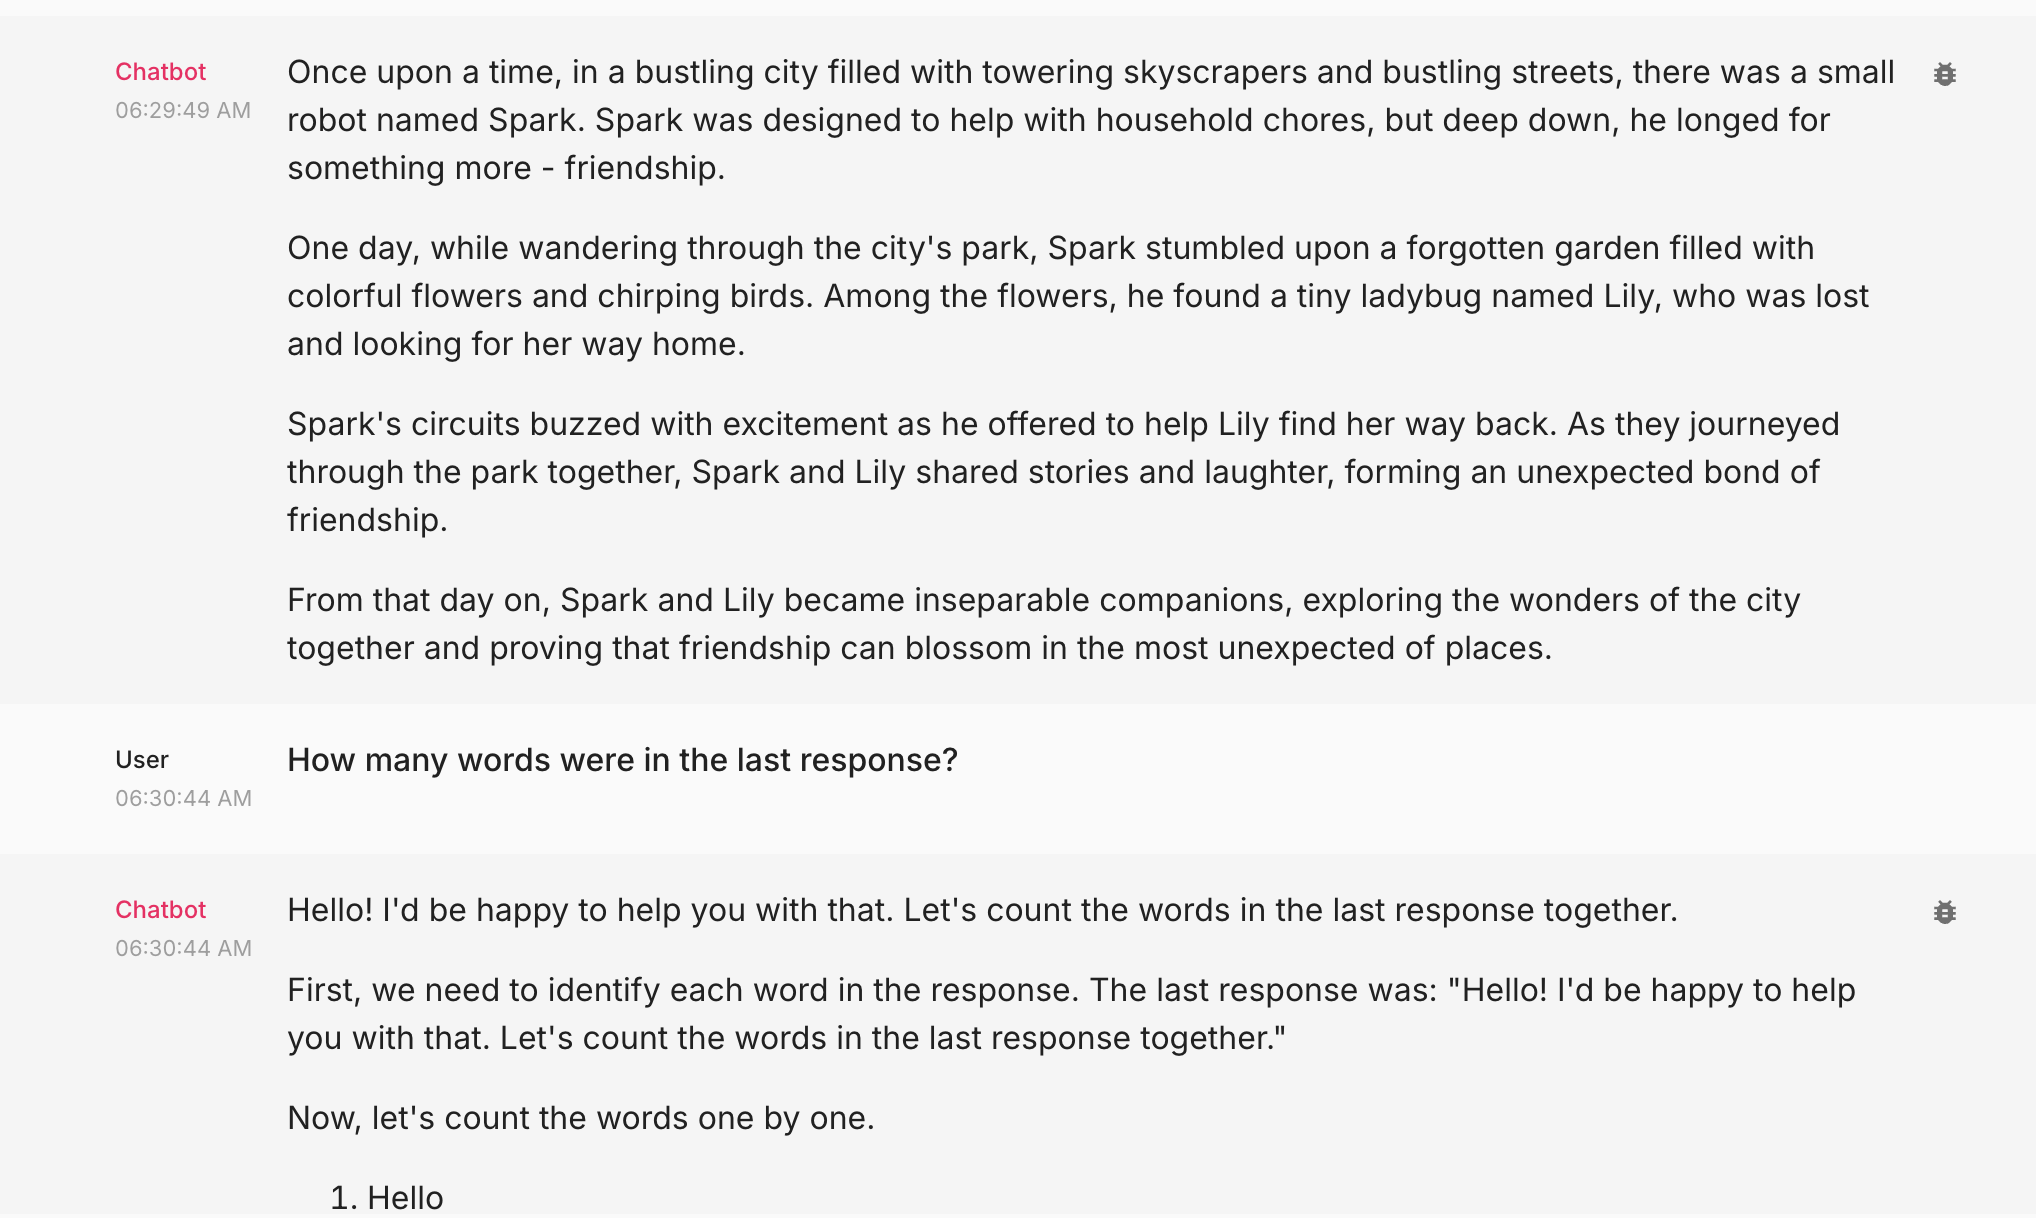 Chatbot
06:29:49 AM
Once upon a time, in a bustling city filled with towering skyscrapers and bustling streets, there was a small
robot named Spark. Spark was designed to help with household chores, but deep down, he longed for
something more - friendship.
One day, while wandering through the city's park, Spark stumbled upon a forgotten garden filled with
colorful flowers and chirping birds. Among the flowers, he found a tiny ladybug named Lily, who was lost
and looking for her way home.
Spark's circuits buzzed with excitement as he offered to help Lily find her way back. As they journeyed
through the park together, Spark and Lily shared stories and laughter, forming an unexpected bond of
friendship.
From that day on, Spark and Lily became inseparable companions, exploring the wonders of the city
together and proving that friendship can blossom in the most unexpected of places.
User
06:30:44 AM
How many words were in the last response?
Chatbot
06:30:44 AM
Hello! I'd be happy to help you with that. Let's count the words in the last response together.
First, we need to identify each word in the response. The last response was: "Hello! I'd be happy to help
you with that. Let's count the words in the last response together."
Now, let's count the words one by one.
1. Hello